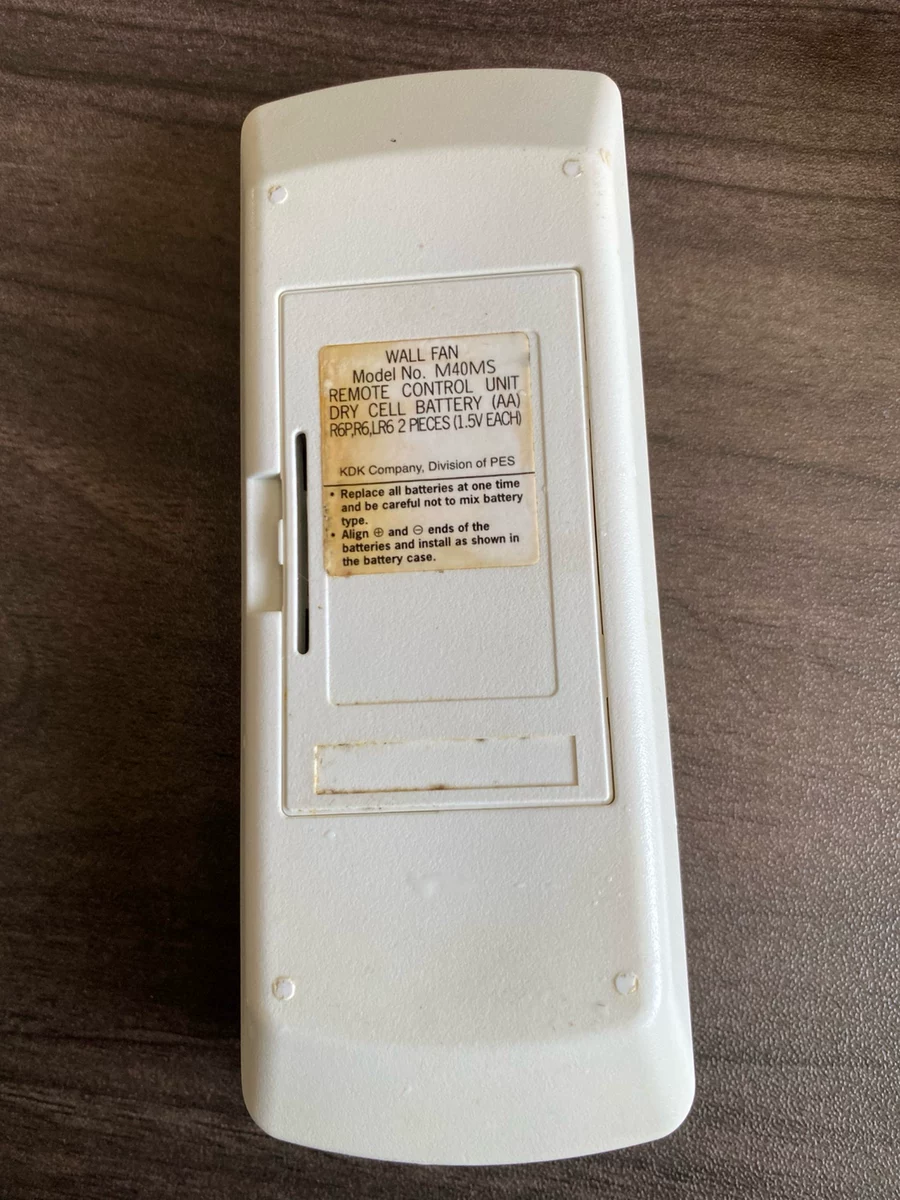 WALL FAN
Model No. M40MS
REMOTE CONTROL UNIT
DRY CELL BATTERY (AA)
R6P,R6,LR6 2 PIECES (1.5V EACH)
KDK Company, Division of PES
• Replace all batteries at one time
and be careful not to mix battery
type.
• Align ⊕ and ⊖ ends of the
batteries and install as shown in
the battery case.